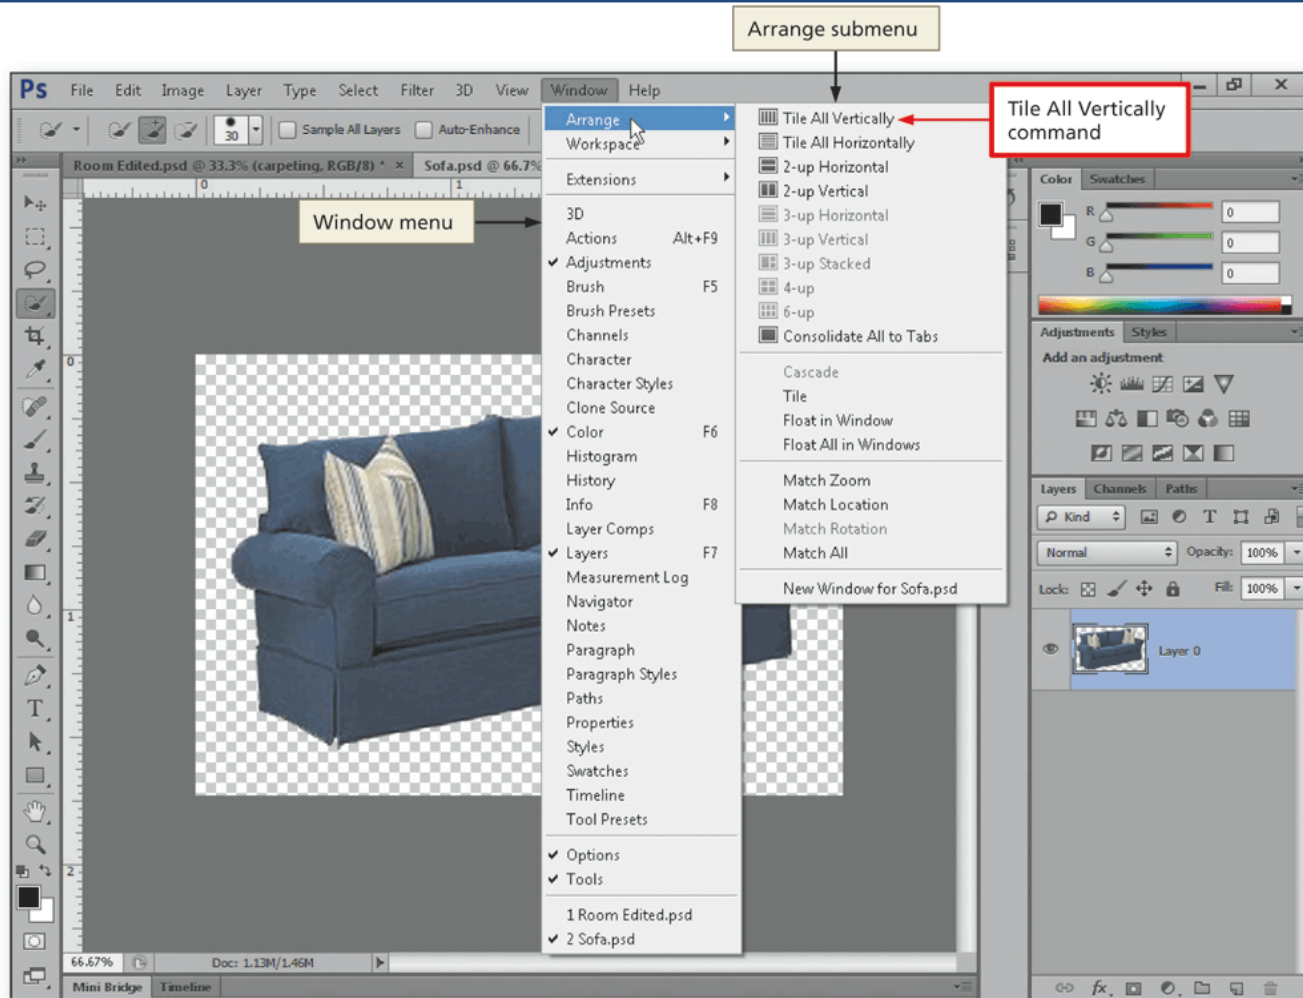 Arrange submenu
Ps File Edit Image Layer Type Select Filter 3D View Window Help
Tile All Vertically
command
30 Sample All Layers Auto-Enhance
Room Edited.psd @ 33.3% (carpeting, RGB/8) * × Sofa.psd @ 66.7%
Window menu
Arrange
Workspace
Extensions
3D
Actions Alt+F9
Adjustments
Brush F5
Brush Presets
Channels
Character
Character Styles
Clone Source
Color F6
Histogram
History
Info F8
Layer Comps
Layers F7
Measurement Log
Navigator
Notes
Paragraph
Paragraph Styles
Paths
Properties
Styles
Swatches
Timeline
Tool Presets
Options
Tools
1 Room Edited.psd
2 Sofa.psd
Tile All Vertically
Tile All Horizontally
2-up Horizontal
2-up Vertical
3-up Horizontal
3-up Vertical
3-up Stacked
4-up
6-up
Consolidate All to Tabs
Cascade
Tile
Float in Window
Float All in Windows
Match Zoom
Match Location
Match Rotation
Match All
New Window for Sofa.psd
Color Swatches
R 0
G 0
B 0
Adjustments Styles
Add an adjustment
Layers Channels Paths
Kind
Normal Opacity: 100%
Lock: Fill: 100%
Layer 0
0 1
0
1
2
66.67% Doc: 1.13M/1.46M
Mini Bridge Timeline
fx